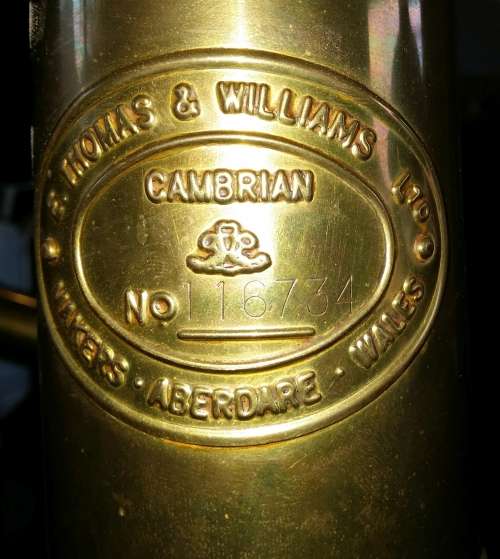 E. THOMAS & WILLIAMS LTD
CAMBRIAN
NO 116734
MAKERS · ABERDARE · WALES